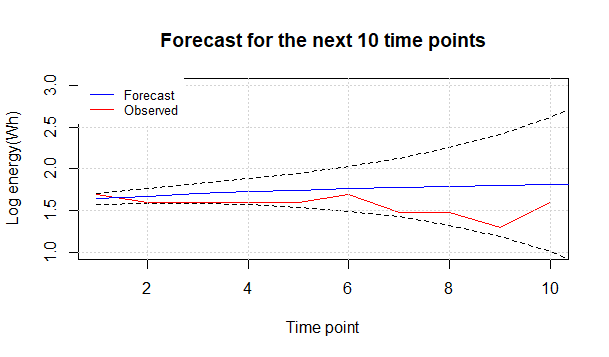 Forecast for the next 10 time points
Log energy(Wh)
3.0
2.5
2.0
1.5
1.0
Forecast
Observed
2
4
6
8
10
Time point